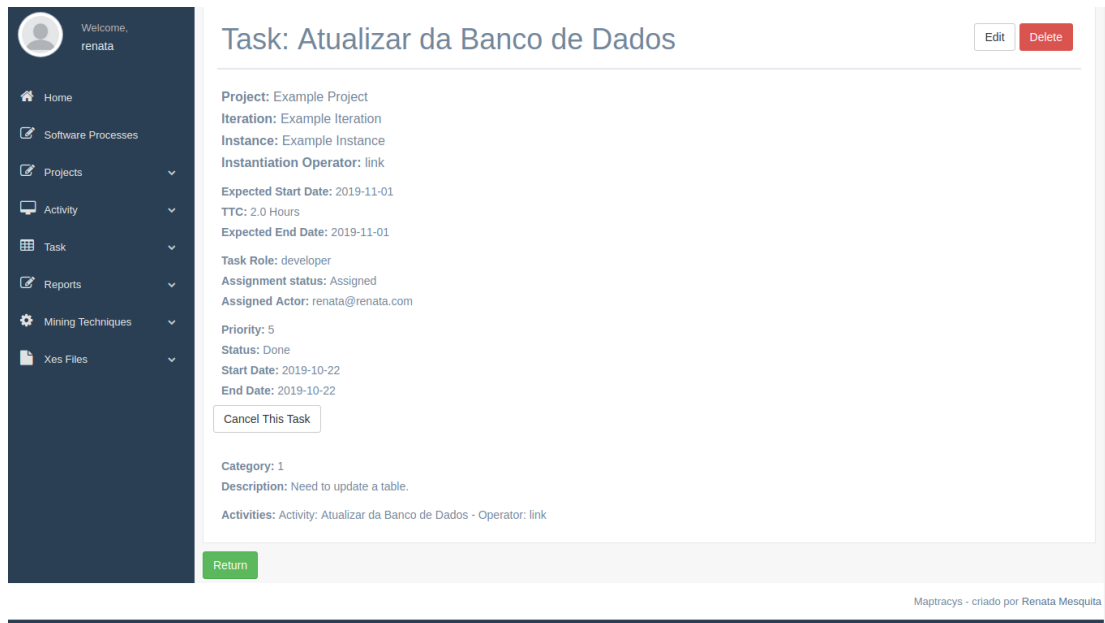 Welcome,
renata
Home
Software Processes
Projects
Activity
Task
Reports
Mining Techniques
Xes Files
Task: Atualizar da Banco de Dados
Edit
Delete
Project: Example Project
Iteration: Example Iteration
Instance: Example Instance
Instantiation Operator: link
Expected Start Date: 2019-11-01
TTC: 2.0 Hours
Expected End Date: 2019-11-01
Task Role: developer
Assignment status: Assigned
Assigned Actor: renata@renata.com
Priority: 5
Status: Done
Start Date: 2019-10-22
End Date: 2019-10-22
Cancel This Task
Category: 1
Description: Need to update a table.
Activities: Activity: Atualizar da Banco de Dados - Operator: link
Return
Maptracys - criado por Renata Mesquita